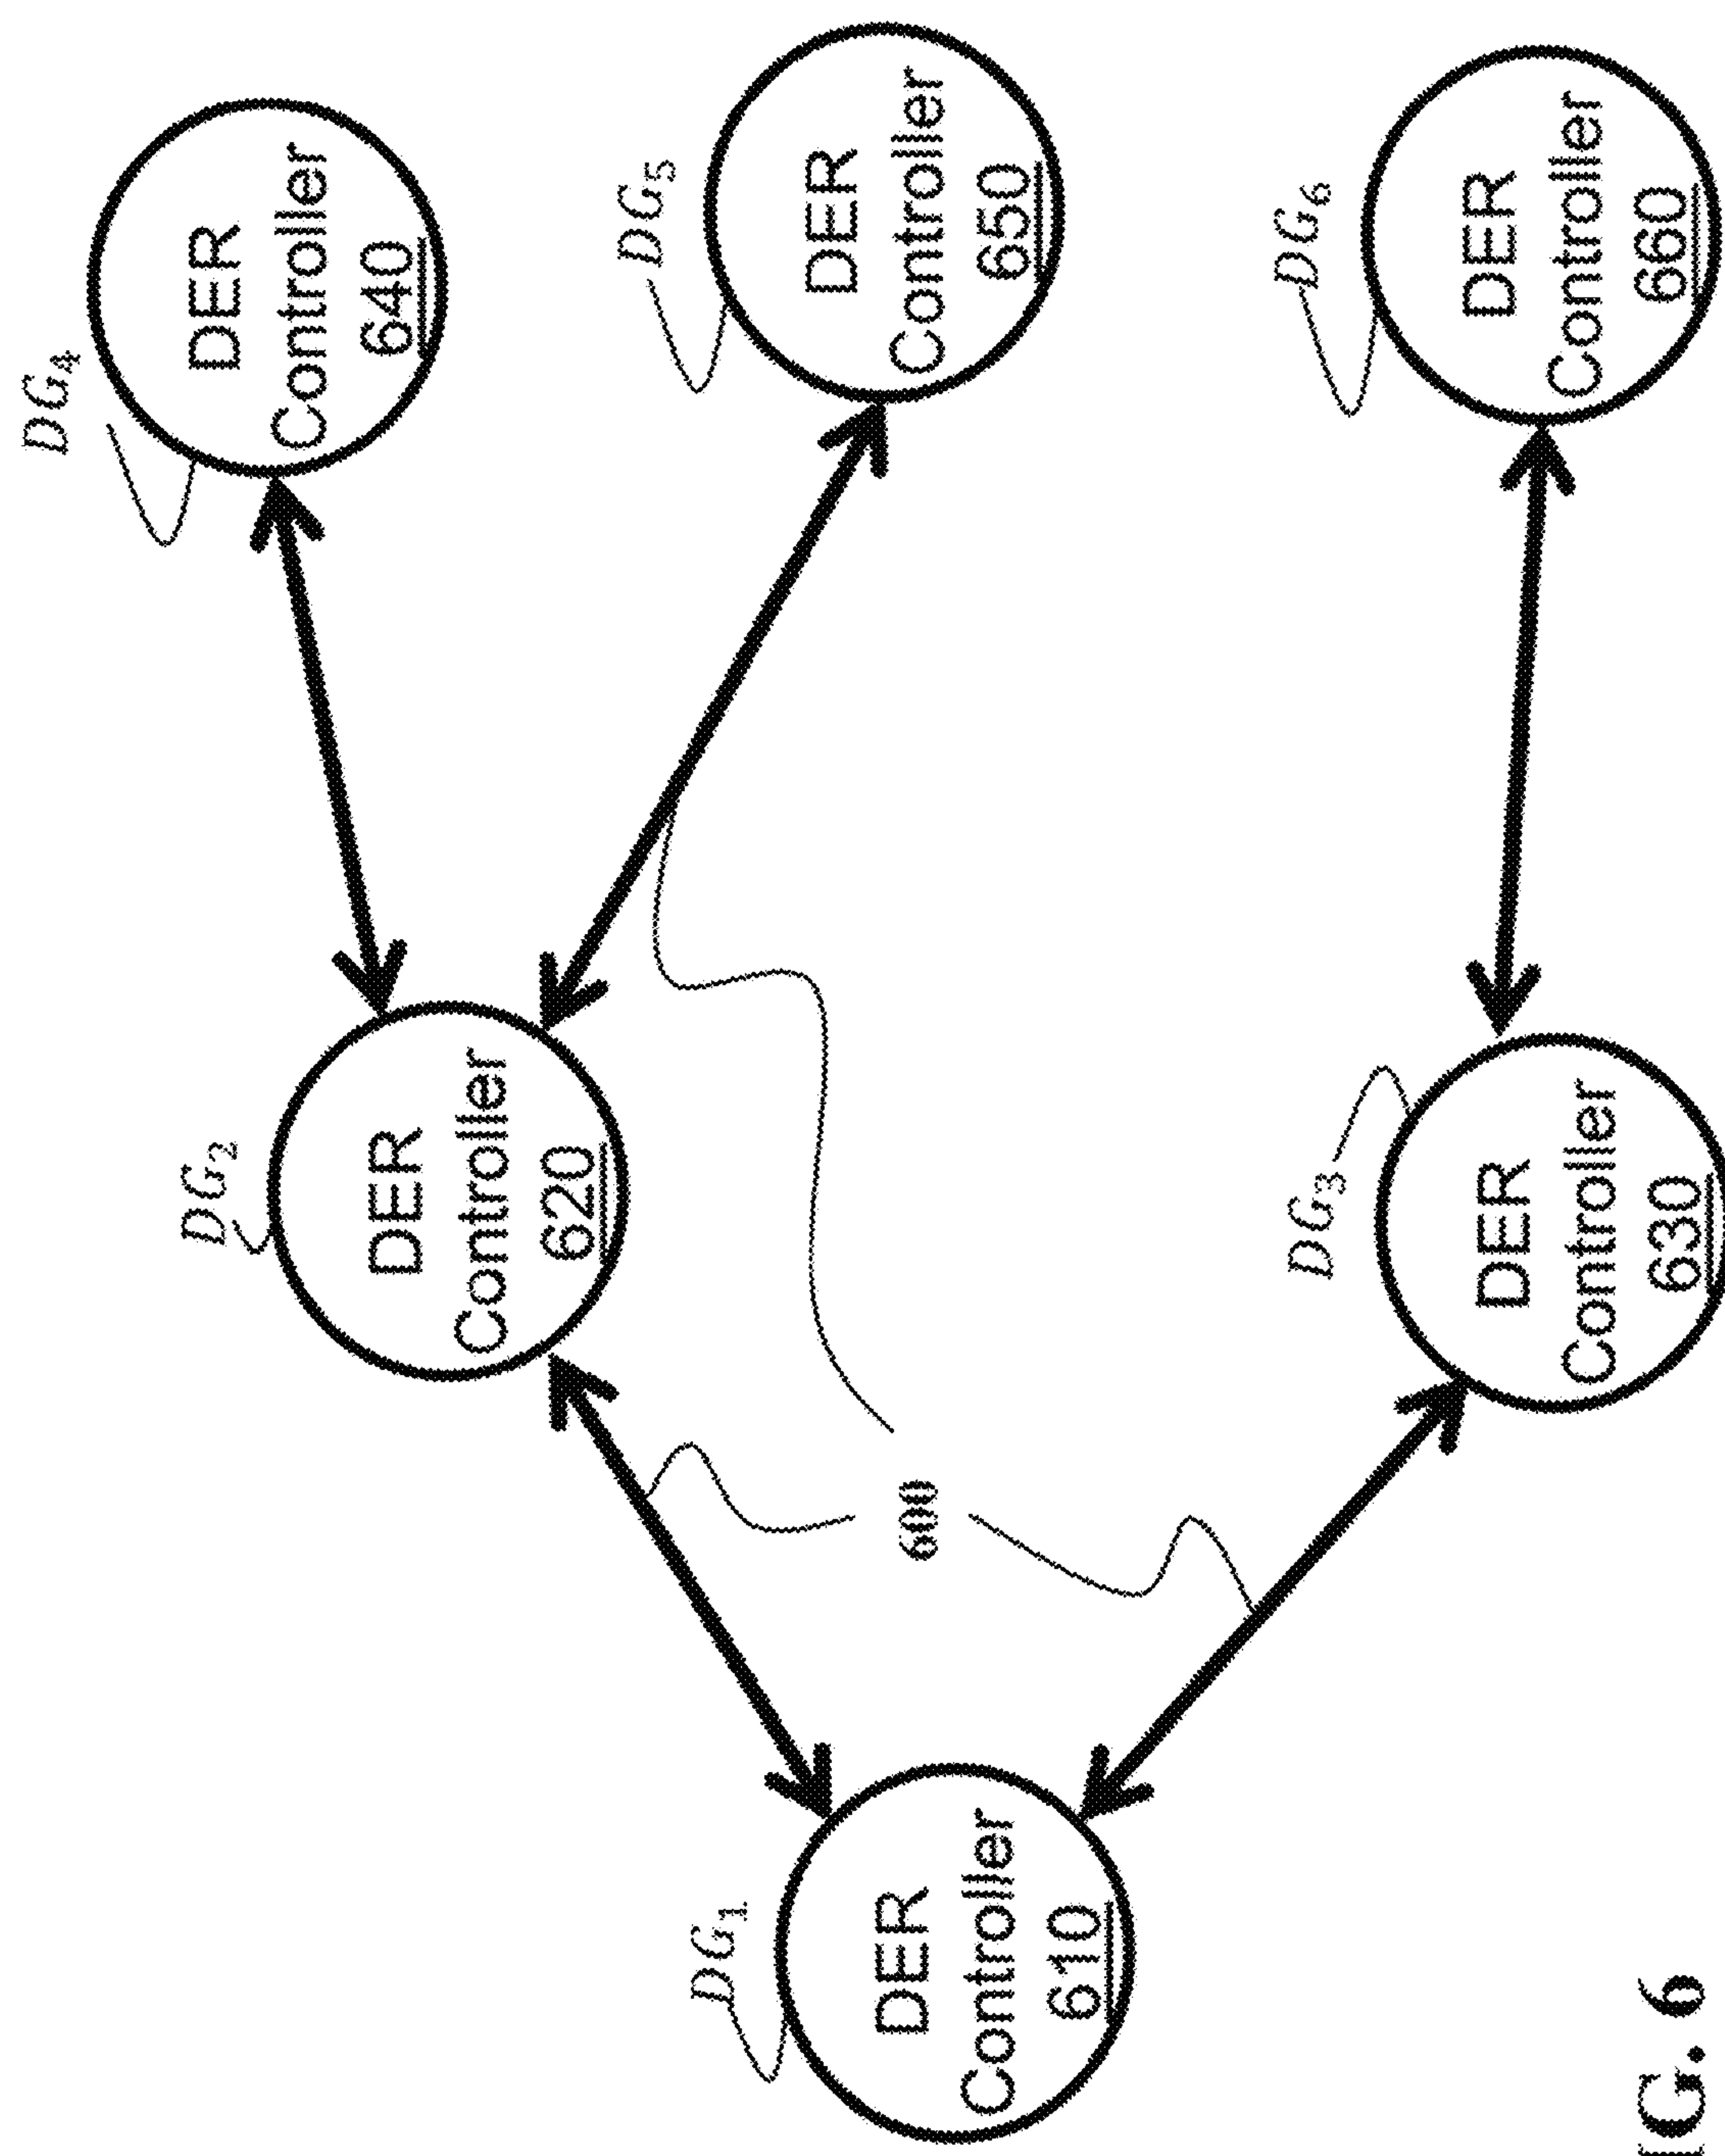 DG₄
DER
Controller
640
DG₅
DER
Controller
650
DG₆
DER
Controller
660
DG₂
DER
Controller
620
DG₃
DER
Controller
630
600
DG₁
DER
Controller
610
IG. 6